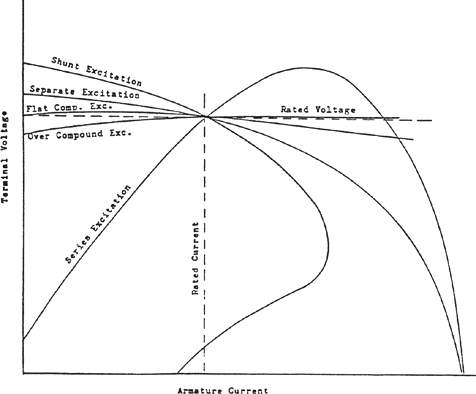 Shunt Excitation
Separate Excitation
Flat Comp. Exc.
Rated Voltage
Over Compound Exc.
Series Excitation
Rated Current
Terminal Voltage
Armature Current